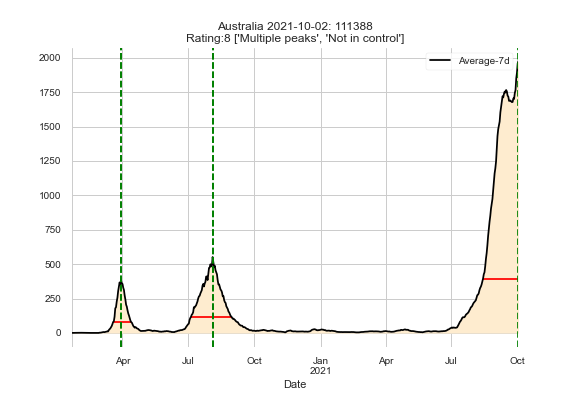 Australia 2021-10-02: 111388
Rating:8 ['Multiple peaks', 'Not in control']
Average-7d
2000
1750
1500
1250
1000
750
500
250
0
Apr
Jul
Oct
Jan
2021
Apr
Jul
Oct
Date